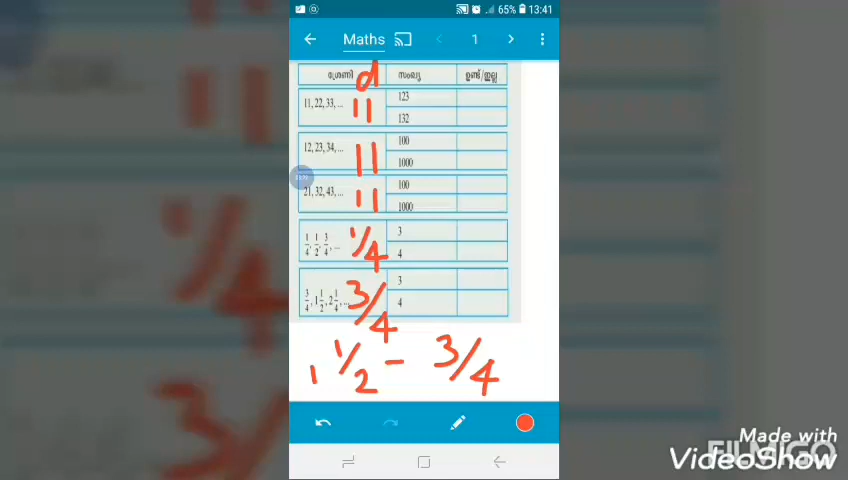 65% 13:41
Maths 1
ശ്രേണി d സംഖ്യ ഉണ്ട്/ഇല്ല
11, 22, 33, ... 11 123
132
12, 23, 34, ... 11 100
1000
21, 32, 43, ... 11 100
1000
1/4, 1/2, 3/4, ... 1/4 3
4
3/4, 1 1/2, 2 1/4, ... 3/4 3
4
1 1/2 - 3/4
Made with
VideoShow